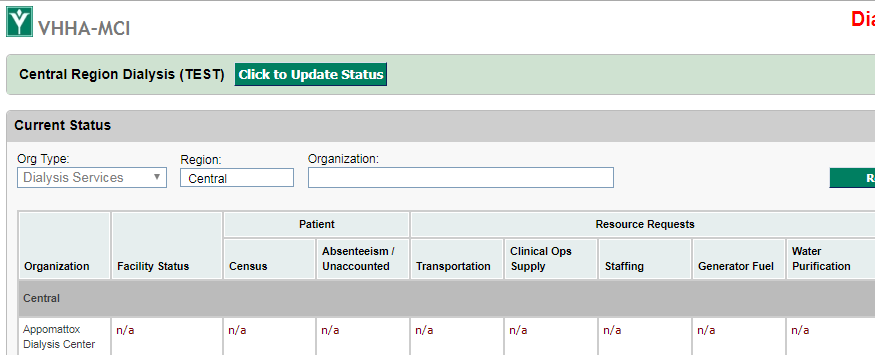 VHHA-MCI
Dia
Central Region Dialysis (TEST) Click to Update Status
Current Status
Org Type: Region: Organization:
Dialysis Services Central R
Patient Resource Requests
Organization Facility Status Census Absenteeism / Unaccounted Transportation Clinical Ops Supply Staffing Generator Fuel Water Purification
Central
Appomattox Dialysis Center n/a n/a n/a n/a n/a n/a n/a n/a